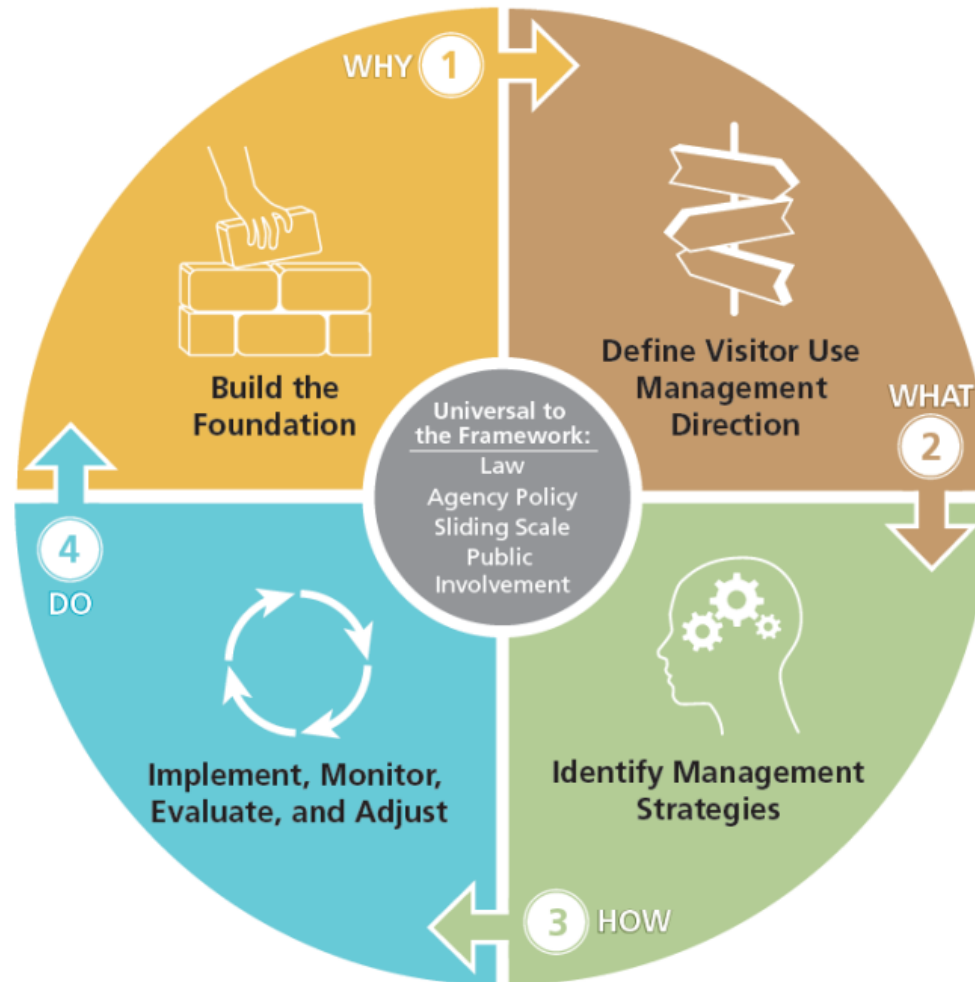 WHY 1
Build the
Foundation
Define Visitor Use
Management
Direction
WHAT
2
Universal to
the Framework:
Law
Agency Policy
Sliding Scale
Public
Involvement
Identify Management
Strategies
3 HOW
Implement, Monitor,
Evaluate, and Adjust
4
DO